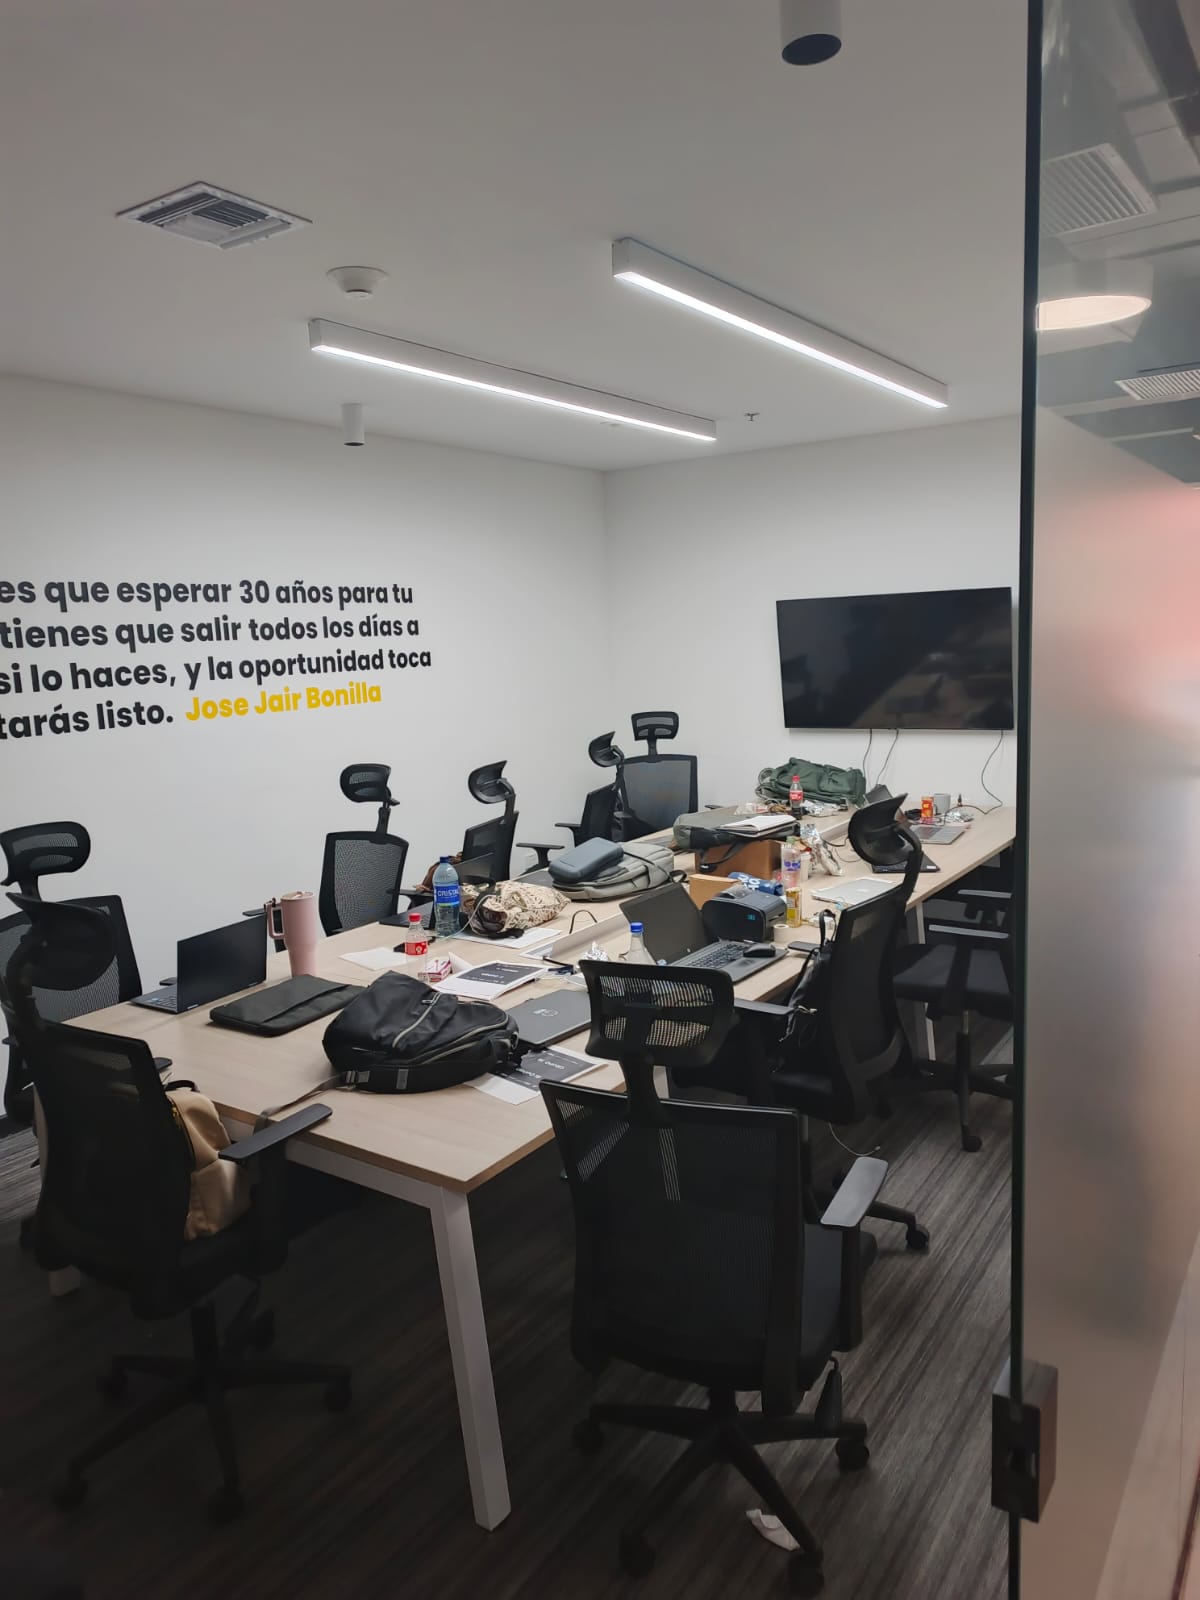 es que esperar 30 años para tu
tienes que salir todos los días a
si lo haces, y la oportunidad toca
tarás listo. Jose Jair Bonilla
CRISTAL